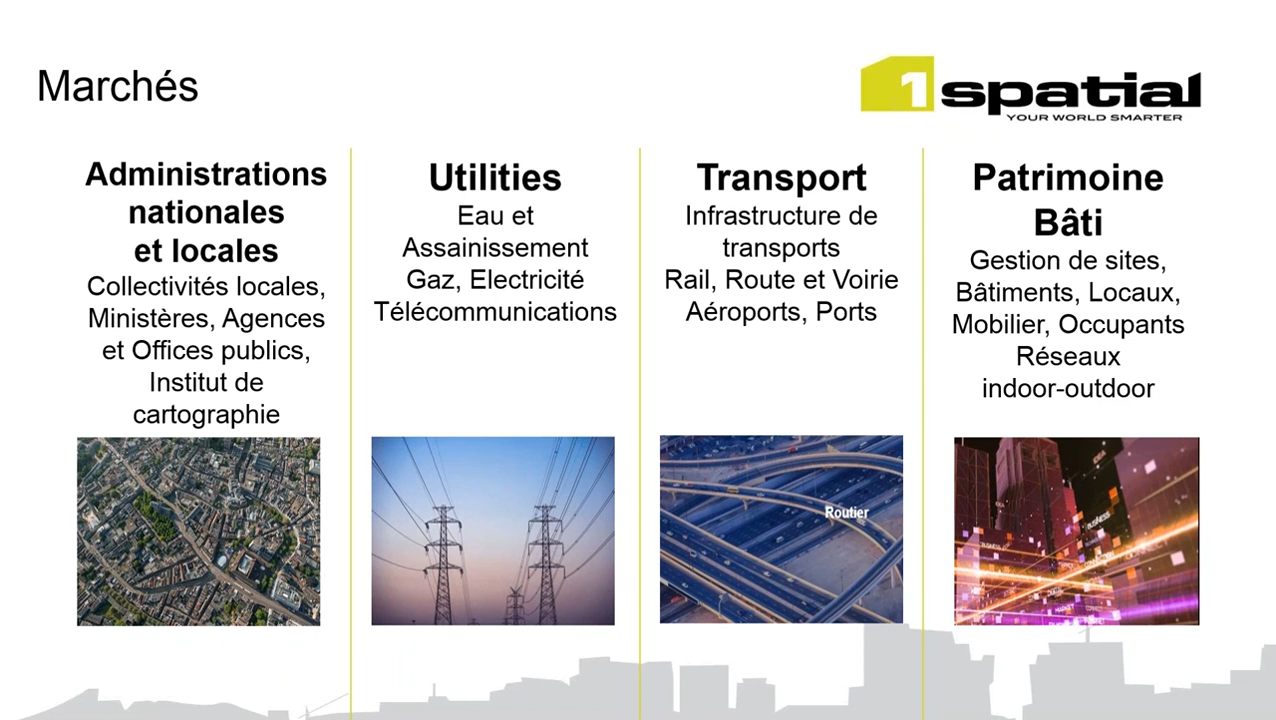 Marchés
1spatial
YOUR WORLD SMARTER
Administrations
nationales
et locales
Collectivités locales,
Ministères, Agences
et Offices publics,
Institut de
cartographie
Utilities
Eau et
Assainissement
Gaz, Electricité
Télécommunications
Transport
Infrastructure de
transports
Rail, Route et Voirie
Aéroports, Ports
Routier
Patrimoine
Bâti
Gestion de sites,
Bâtiments, Locaux,
Mobilier, Occupants
Réseaux
indoor-outdoor
IDEA
BUSINESS